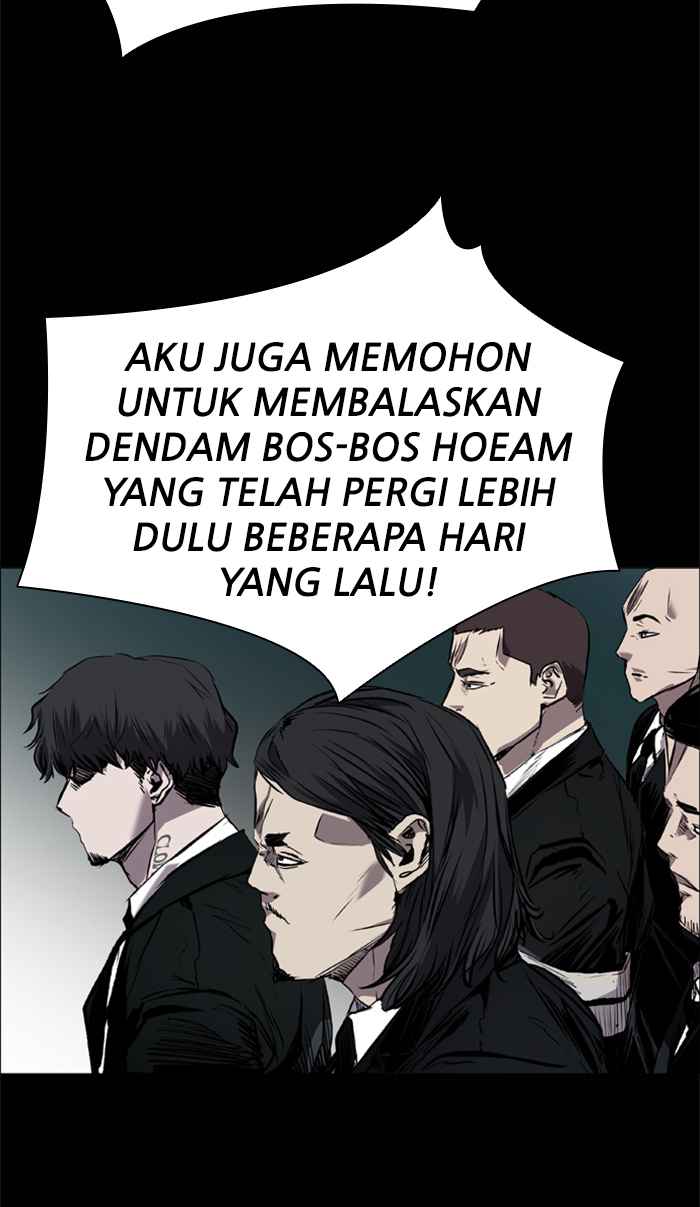 AKU JUGA MEMOHON
UNTUK MEMBALASKAN
DENDAM BOS-BOS HOEAM
YANG TELAH PERGI LEBIH
DULU BEBERAPA HARI
YANG LALU!